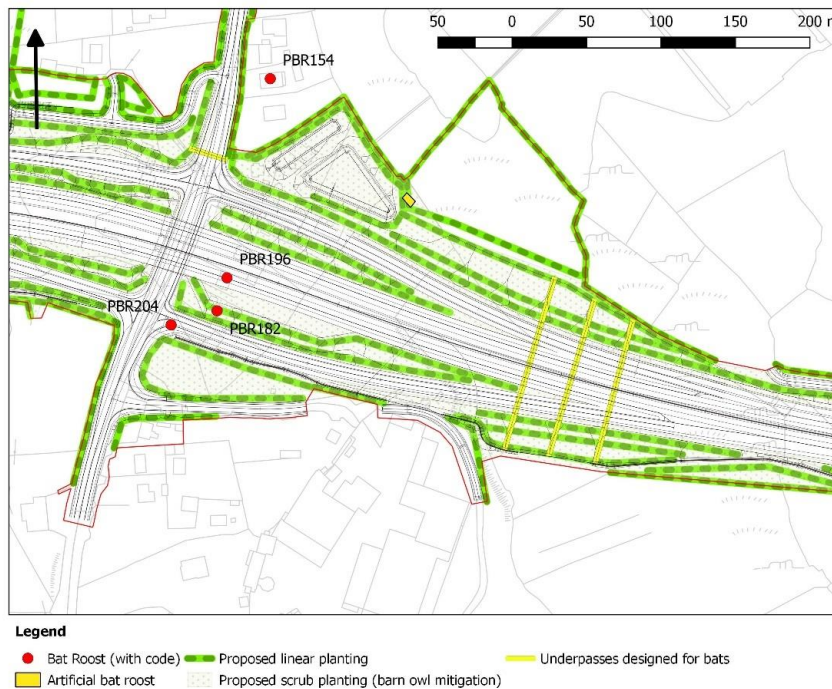 50 0 50 100 150 200 m
PBR154
PBR196
PBR204
PBR182
Legend
Bat Roost (with code) Proposed linear planting Underpasses designed for bats
Artificial bat roost Proposed scrub planting (barn owl mitigation)